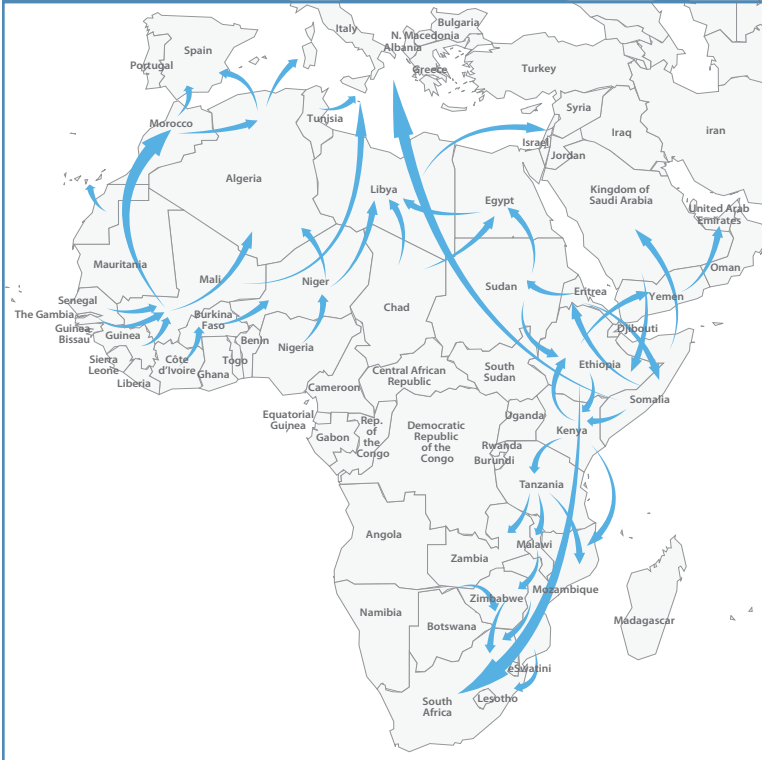 Italy
Bulgaria
N. Macedonia
Albania
Spain
Portugal
Greece
Turkey
Syria
Morocco
Tunisia
Iraq
iran
Israel
Jordan
Algeria
Libya
Egypt
Kingdom of
Saudi Arabia
United Arab
Emirates
Mauritania
Mali
Niger
Oman
Sudan
Eritrea
Yemen
Senegal
The Gambia
Chad
Burkina
Faso
Guinea
Bissau
Guinea
Djibouti
Benin
Nigeria
Sierra
Leone
Côte
d’Ivoire
Togo
Ghana
Ethiopia
Liberia
Central African
Republic
South
Sudan
Cameroon
Somalia
Equatorial
Guinea
Rep.
of
the
Congo
Uganda
Kenya
Gabon
Democratic
Republic
of the
Congo
Rwanda
Burundi
Tanzania
Angola
Malawi
Zambia
Mozambique
Zimbabwe
Namibia
Botswana
Madagascar
eSwatini
South
Africa
Lesotho